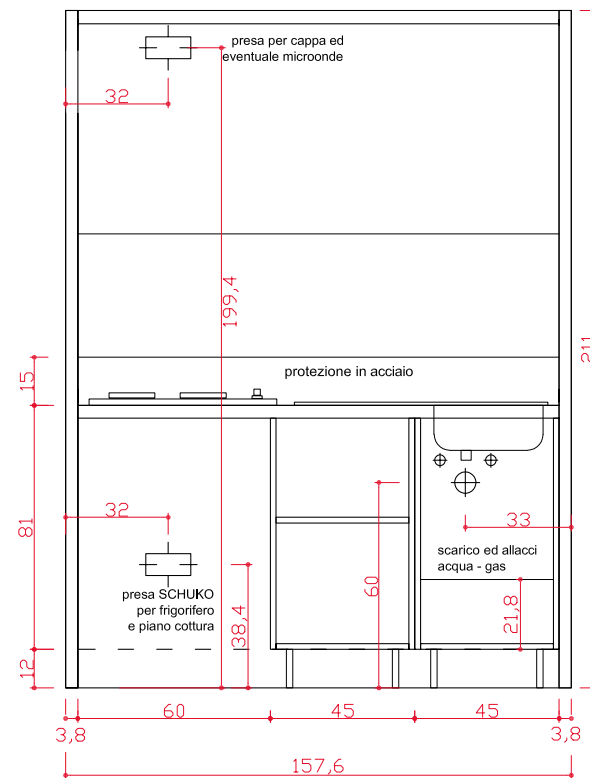 presa per cappa ed
eventuale microonde
32
199,4
211
15
protezione in acciaio
81
32
33
60
scarico ed allacci
acqua - gas
presa SCHUKO
per frigorifero
e piano cottura
38,4
21,8
12
60
45
45
3,8
3,8
157,6